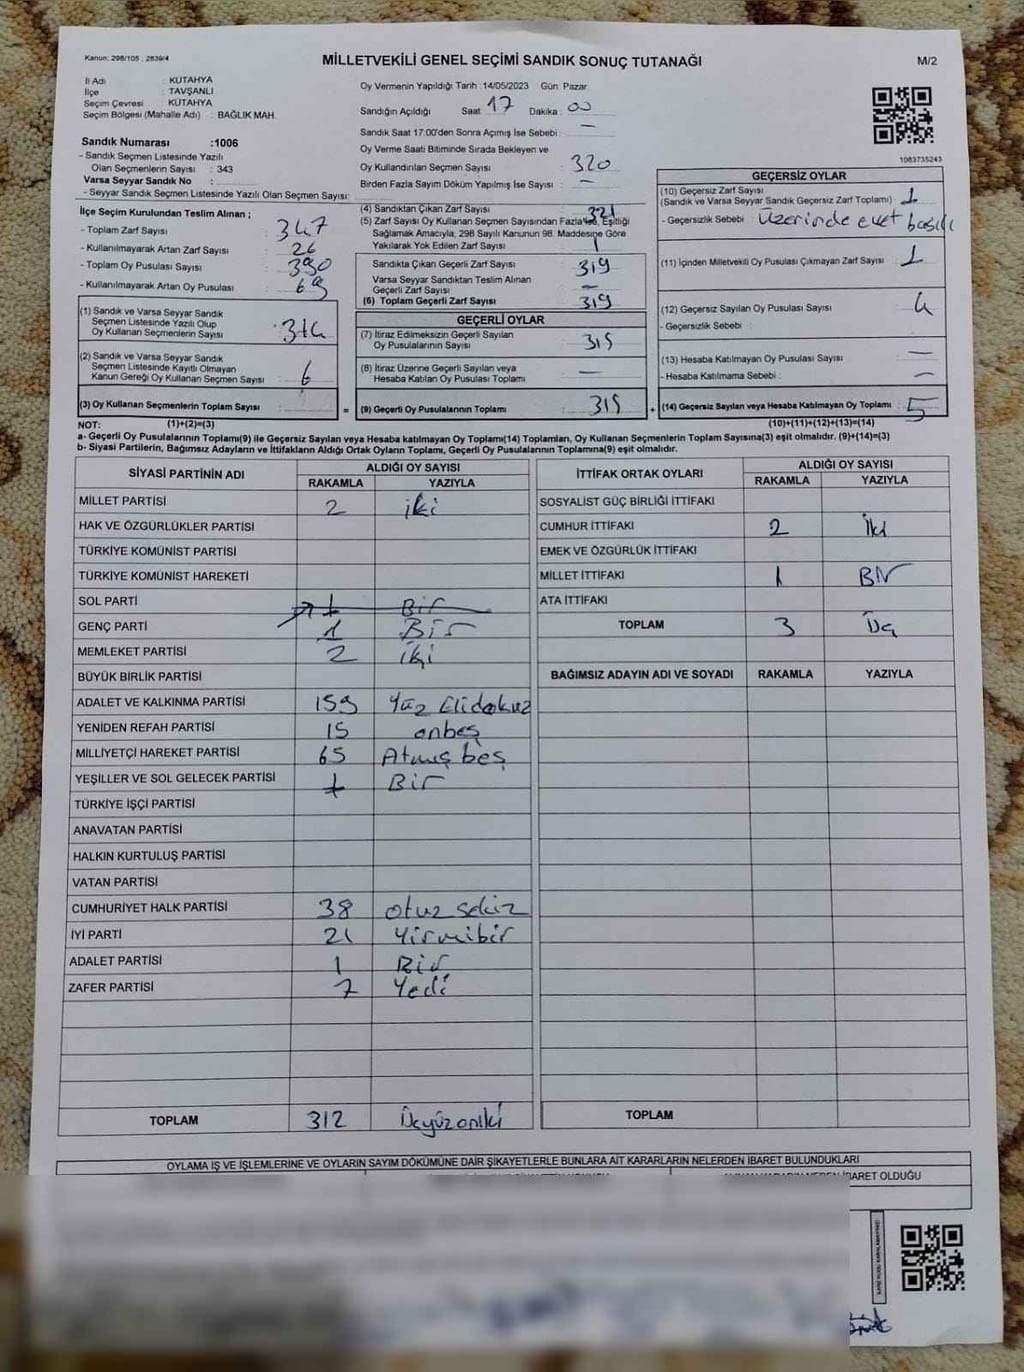 Kanun: 298/105 , 2839/4
MİLLETVEKİLİ GENEL SEÇİMİ SANDIK SONUÇ TUTANAĞI
M/2
İl Adı : KÜTAHYA
İlçe : TAVŞANLI
Seçim Çevresi : KÜTAHYA
Seçim Bölgesi (Mahalle Adı) : BAĞLIK MAH.
Sandık Numarası :1006
- Sandık Seçmen Listesinde Yazılı
Olan Seçmenlerin Sayısı : 343
Varsa Seyyar Sandık No :
- Seyyar Sandık Seçmen Listesinde Yazılı Olan Seçmen Sayısı:
Oy Vermenin Yapıldığı Tarih :14/05/2023 Gün: Pazar
Sandığın Açıldığı Saat 17 Dakika : 00
Sandık Saat 17:00'den Sonra Açılmış İse Sebebi : —
Oy Verme Saati Bitiminde Sırada Bekleyen ve
Oy Kullandırılan Seçmen Sayısı : 320
Birden Fazla Sayım Döküm Yapılmış İse Sayısı : —
1083735243
İlçe Seçim Kurulundan Teslim Alınan ;
- Toplam Zarf Sayısı : 347
- Kullanılmayarak Artan Zarf Sayısı : 26
- Toplam Oy Pusulası Sayısı : 390
- Kullanılmayarak Artan Oy Pusulası : 69
(1) Sandık ve Varsa Seyyar Sandık
Seçmen Listesinde Yazılı Olup
Oy Kullanan Seçmenlerin Sayısı : 314
(2) Sandık ve Varsa Seyyar Sandık
Seçmen Listesinde Kayıtlı Olmayan
Kanun Gereği Oy Kullanan Seçmen Sayısı : 6
(3) Oy Kullanan Seçmenlerin Toplam Sayısı :
(4) Sandıktan Çıkan Zarf Sayısı : 321
(5) Zarf Sayısı Oy Kullanan Seçmen Sayısından Fazla İse, Eşitliği
Sağlamak Amacıyla, 298 Sayılı Kanunun 98. Maddesine Göre
Yakılarak Yok Edilen Zarf Sayısı : 1
Sandıkta Çıkan Geçerli Zarf Sayısı : 319
Varsa Seyyar Sandıktan Teslim Alınan
Geçerli Zarf Sayısı : —
(6) Toplam Geçerli Zarf Sayısı : 319
GEÇERLİ OYLAR
(7) İtiraz Edilmeksizin Geçerli Sayılan
Oy Pusulalarının Sayısı : 315
(8) İtiraz Üzerine Geçerli Sayılan veya
Hesaba Katılan Oy Pusulası Toplamı : —
= (9) Geçerli Oy Pusulalarının Toplamı : 315 +
GEÇERSİZ OYLAR
(10) Geçersiz Zarf Sayısı
(Sandık ve Varsa Seyyar Sandık Geçersiz Zarf Toplamı) : 1
- Geçersizlik Sebebi : Üzerinde evet basılı
(11) İçinden Milletvekili Oy Pusulası Çıkmayan Zarf Sayısı : 1
(12) Geçersiz Sayılan Oy Pusulası Sayısı : 4
- Geçersizlik Sebebi :
(13) Hesaba Katılmayan Oy Pusulası Sayısı : —
- Hesaba Katılmama Sebebi : —
(14) Geçersiz Sayılan veya Hesaba Katılmayan Oy Toplamı : 5
NOT: (1)+(2)=(3) (10)+(11)+(12)+(13)=(14)
a- Geçerli Oy Pusulalarının Toplamı(9) ile Geçersiz Sayılan veya Hesaba katılmayan Oy Toplamı(14) Toplamları, Oy Kullanan Seçmenlerin Toplam Sayısına(3) eşit olmalıdır. (9)+(14)=(3)
b- Siyasi Partilerin, Bağımsız Adayların ve İttifakların Aldığı Ortak Oyların Toplamı, Geçerli Oy Pusulalarının Toplamına(9) eşit olmalıdır.
SİYASİ PARTİNİN ADI ALDIĞI OY SAYISI
RAKAMLA YAZIYLA
MİLLET PARTİSİ 2 iki
HAK VE ÖZGÜRLÜKLER PARTİSİ
TÜRKİYE KOMÜNİST PARTİSİ
TÜRKİYE KOMÜNİST HAREKETİ
SOL PARTİ 1 Bir
GENÇ PARTİ 1 Bir
MEMLEKET PARTİSİ 2 iki
BÜYÜK BİRLİK PARTİSİ
ADALET VE KALKINMA PARTİSİ 159 Yüz Elidokuz
YENİDEN REFAH PARTİSİ 15 onbeş
MİLLİYETÇİ HAREKET PARTİSİ 65 Atmış beş
YEŞİLLER VE SOL GELECEK PARTİSİ 1 Bir
TÜRKİYE İŞÇİ PARTİSİ
ANAVATAN PARTİSİ
HALKIN KURTULUŞ PARTİSİ
VATAN PARTİSİ
CUMHURİYET HALK PARTİSİ 38 otuz sekiz
İYİ PARTİ 21 Yirmibir
ADALET PARTİSİ 1 Bir
ZAFER PARTİSİ 7 Yedi
TOPLAM 312 Üçyüzoniki
İTTİFAK ORTAK OYLARI ALDIĞI OY SAYISI
RAKAMLA YAZIYLA
SOSYALİST GÜÇ BİRLİĞİ İTTİFAKI
CUMHUR İTTİFAKI 2 İki
EMEK VE ÖZGÜRLÜK İTTİFAKI
MİLLET İTTİFAKI 1 Bir
ATA İTTİFAKI
TOPLAM 3 Üç
BAĞIMSIZ ADAYIN ADI VE SOYADI RAKAMLA YAZIYLA
TOPLAM
OYLAMA İŞ VE İŞLEMLERİNE VE OYLARIN SAYIM DÖKÜMÜNE DAİR ŞİKAYETLERLE BUNLARA AİT KARARLARIN NELERDEN İBARET BULUNDUKLARI
İBARET OLDUĞU